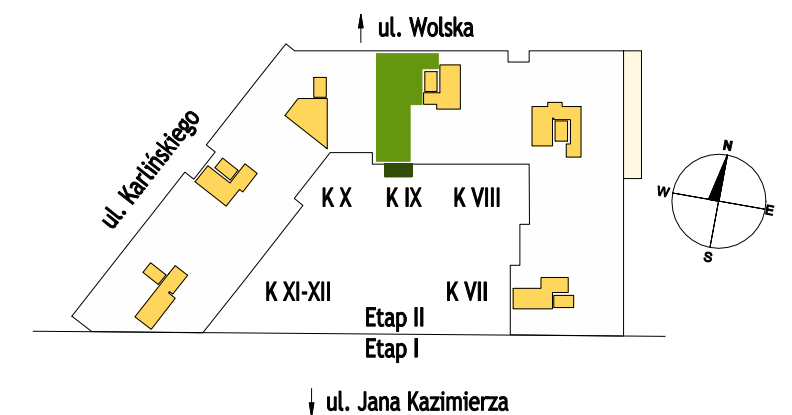 ul. Wolska
ul. Karlińskiego
K X
K IX
K VIII
N
W
E
S
K XI-XII
K VII
Etap II
Etap I
ul. Jana Kazimierza